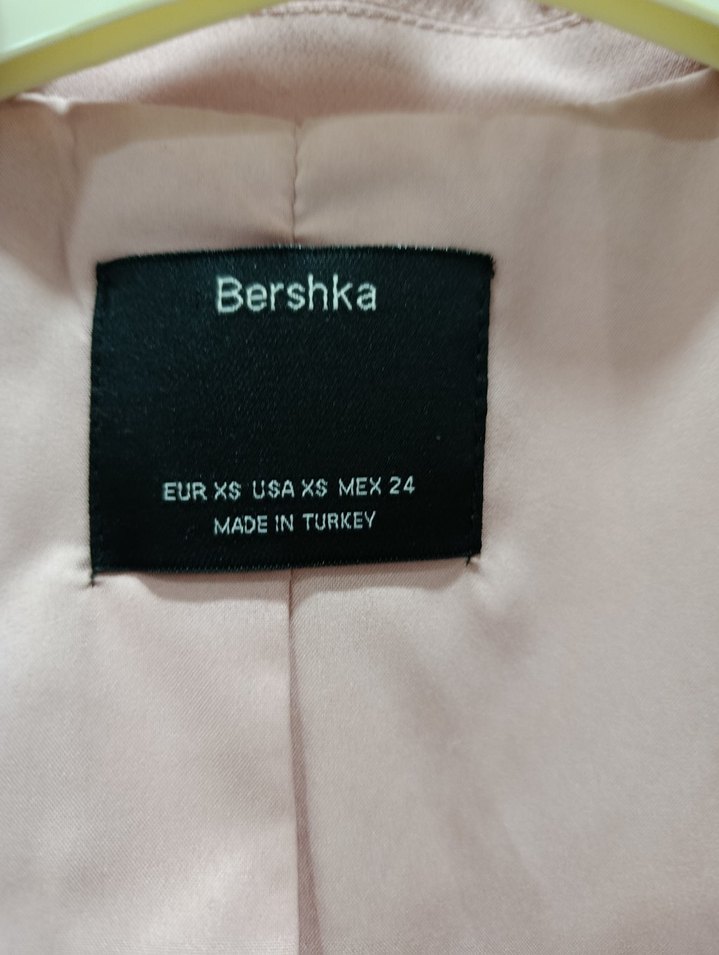 Bershka
EUR XS USA XS MEX 24
MADE IN TURKEY